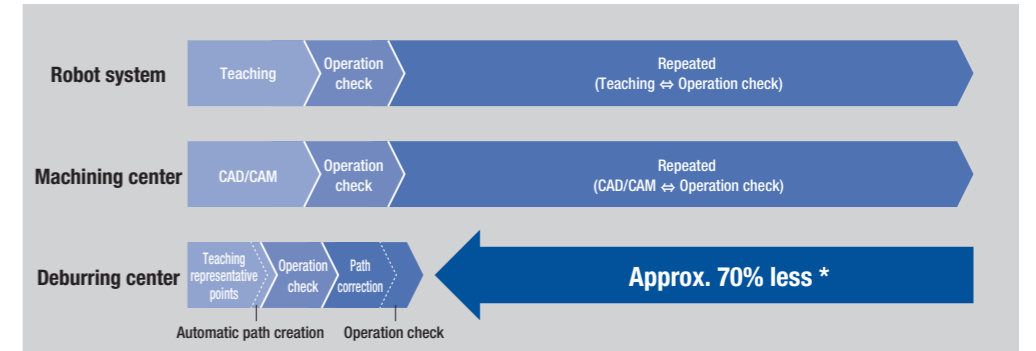 Robot system
Teaching
Operation
check
Repeated
(Teaching ⇔ Operation check)
Machining center
CAD/CAM
Operation
check
Repeated
(CAD/CAM ⇔ Operation check)
Deburring center
Teaching
representative
points
Operation
check
Path
correction
Approx. 70% less *
Automatic path creation
Operation check